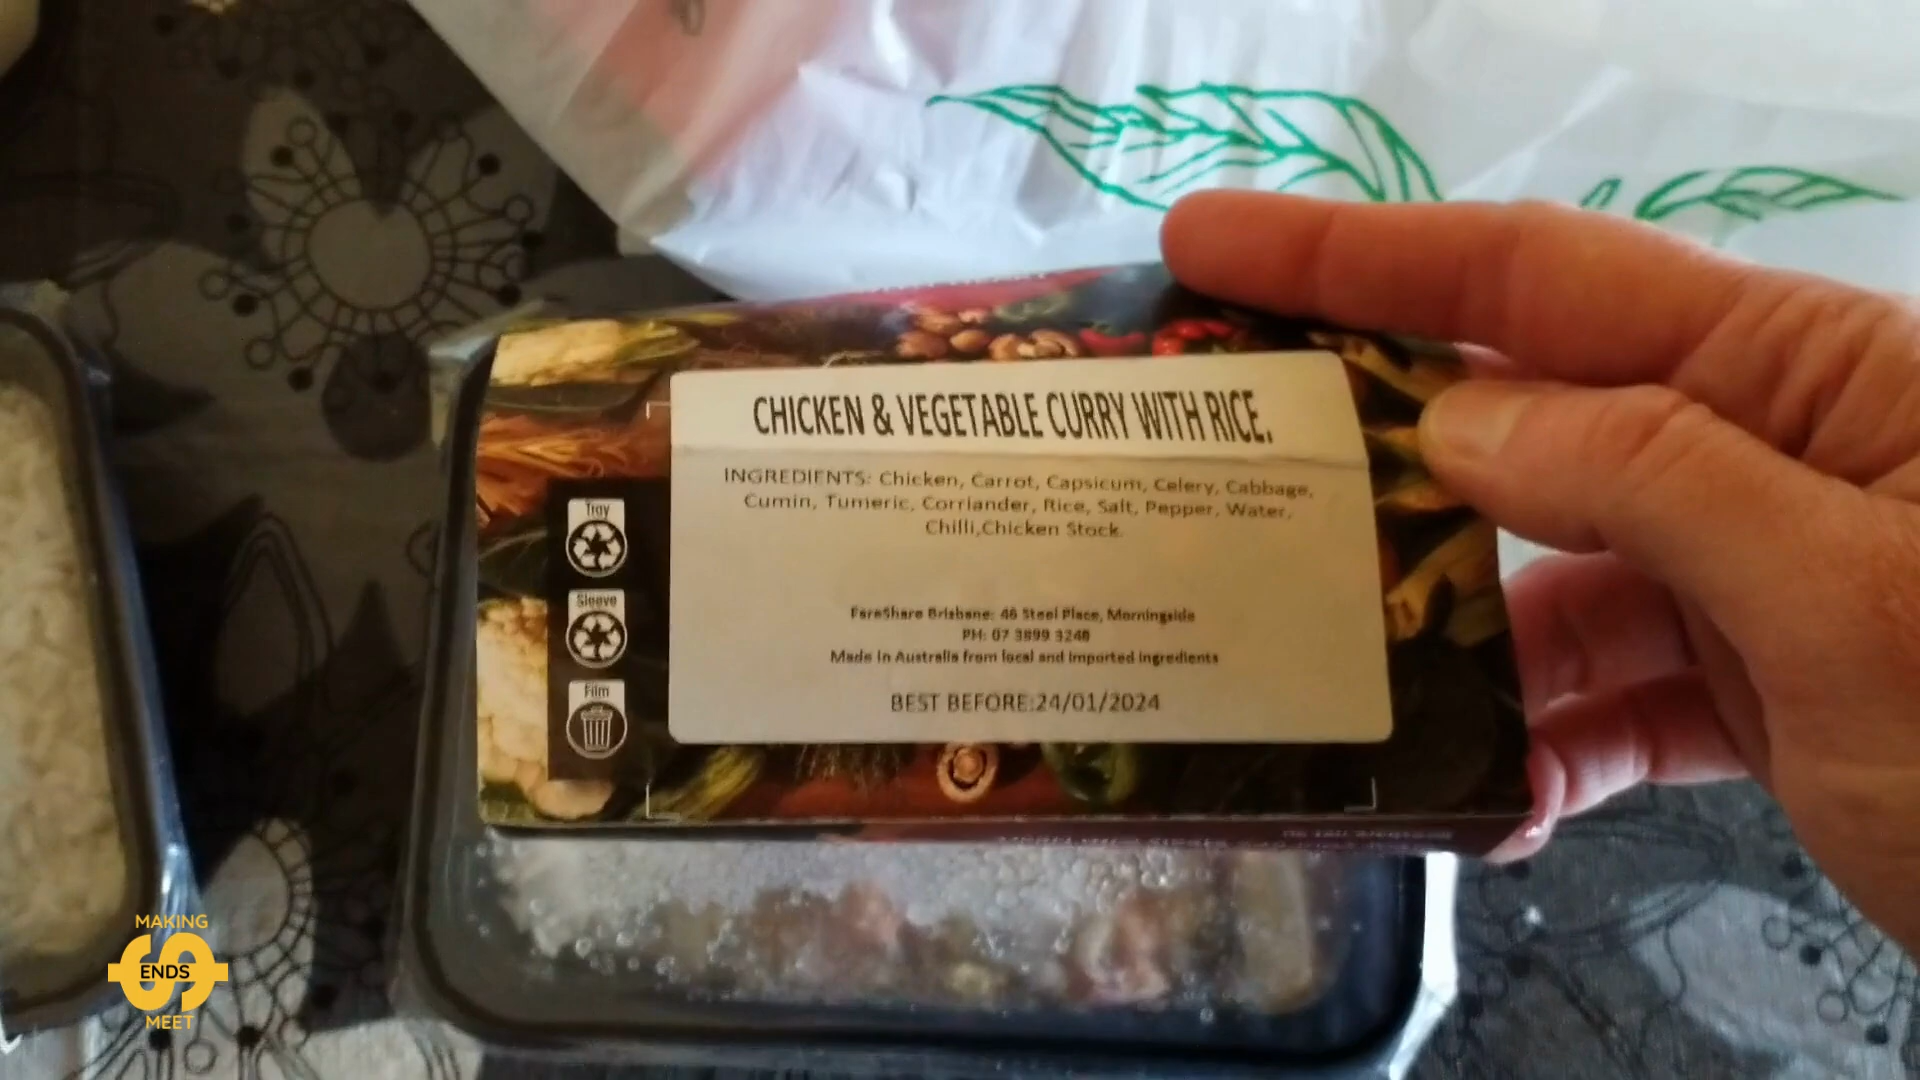 CHICKEN & VEGETABLE CURRY WITH RICE.
INGREDIENTS: Chicken, Carrot, Capsicum, Celery, Cabbage,
Cumin, Tumeric, Corriander, Rice, Salt, Pepper, Water,
Chilli,Chicken Stock.
Tray
Sleeve
Film
FareShare Brisbane: 46 Steel Place, Morningside
PH: 07 3899 3248
Made In Australia from local and imported ingredients
BEST BEFORE:24/01/2024
MAKING
ENDS
MEET